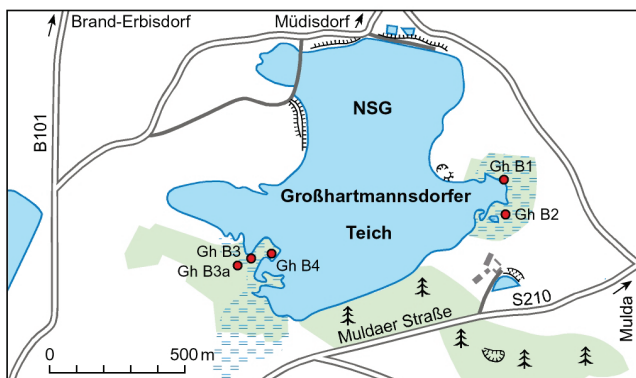 Brand-Erbisdorf
Müdisdorf
B101
NSG
Großhartmannsdorfer
Teich
Gh B1
Gh B2
Gh B3
Gh B3a
Gh B4
S210
Muldaer Straße
Mulda
0 500 m